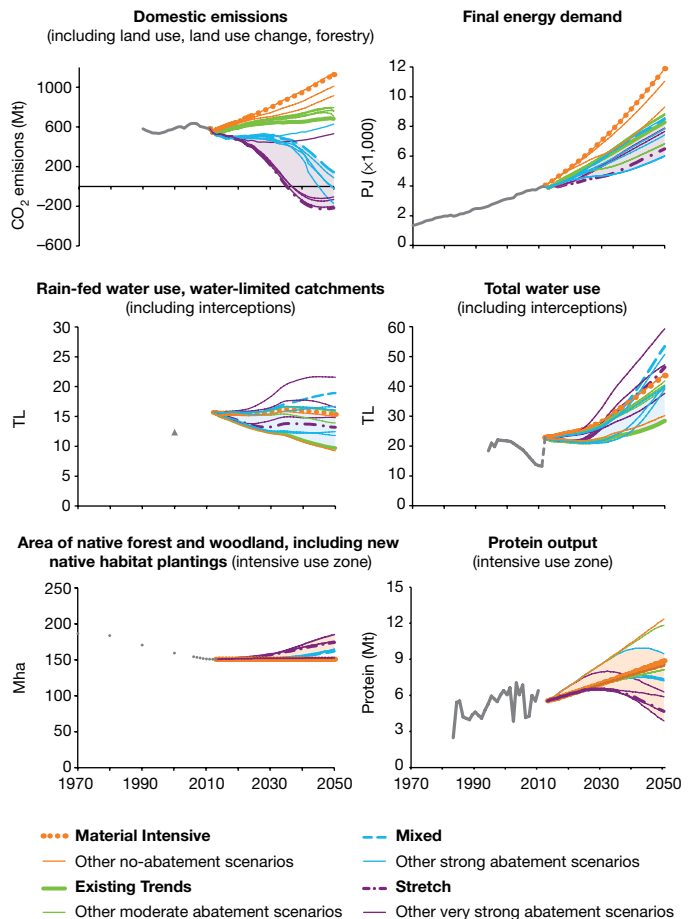 Domestic emissions
(including land use, land use change, forestry)
CO2 emissions (Mt)
1000
600
200
−200
−600
Final energy demand
PJ (×1,000)
12
10
8
6
4
2
0
Rain-fed water use, water-limited catchments
(including interceptions)
TL
30
25
20
15
10
5
0
Total water use
(including interceptions)
TL
60
50
40
30
20
10
0
Area of native forest and woodland, including new
native habitat plantings (intensive use zone)
Mha
250
200
150
100
50
0
1970
1990
2010
2030
2050
Protein output
(intensive use zone)
Protein (Mt)
15
12
9
6
3
0
1970
1990
2010
2030
2050
Material Intensive
Other no-abatement scenarios
Existing Trends
Other moderate abatement scenarios
Mixed
Other strong abatement scenarios
Stretch
Other very strong abatement scenarios